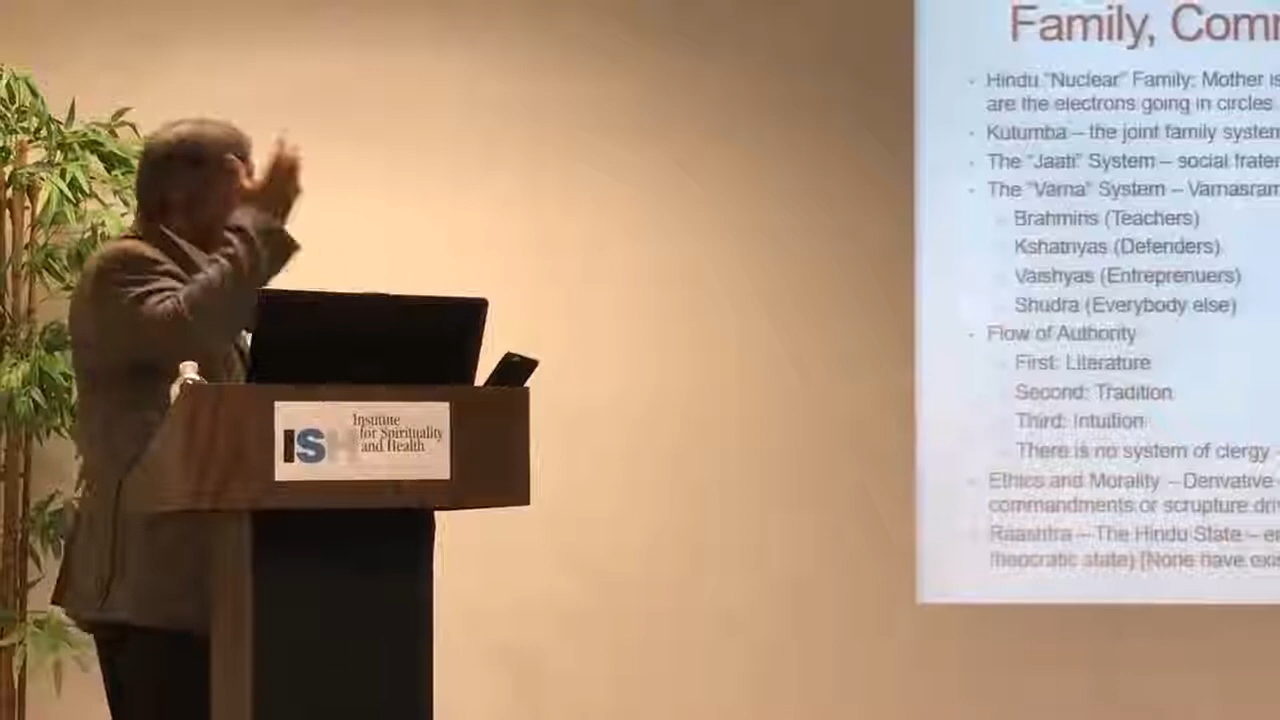 Family, Com
Hindu "Nuclear" Family: Mother is
are the electrons going in circles
Kutumba – the joint family system
The "Jaati" System – social frater
The "Varna" System – Varnasram
Brahmins (Teachers)
Kshatriyas (Defenders)
Vaishyas (Entreprenuers)
Shudra (Everybody else)
Flow of Authority
First: Literature
Second: Tradition
Third: Intuition
There is no system of clergy -
Ethics and Morality – Derivative
commandments or scrupture dri
Raashtra – The Hindu State – e
theocratic state) [None have exi
ISH
Institute
for Spirituality
and Health